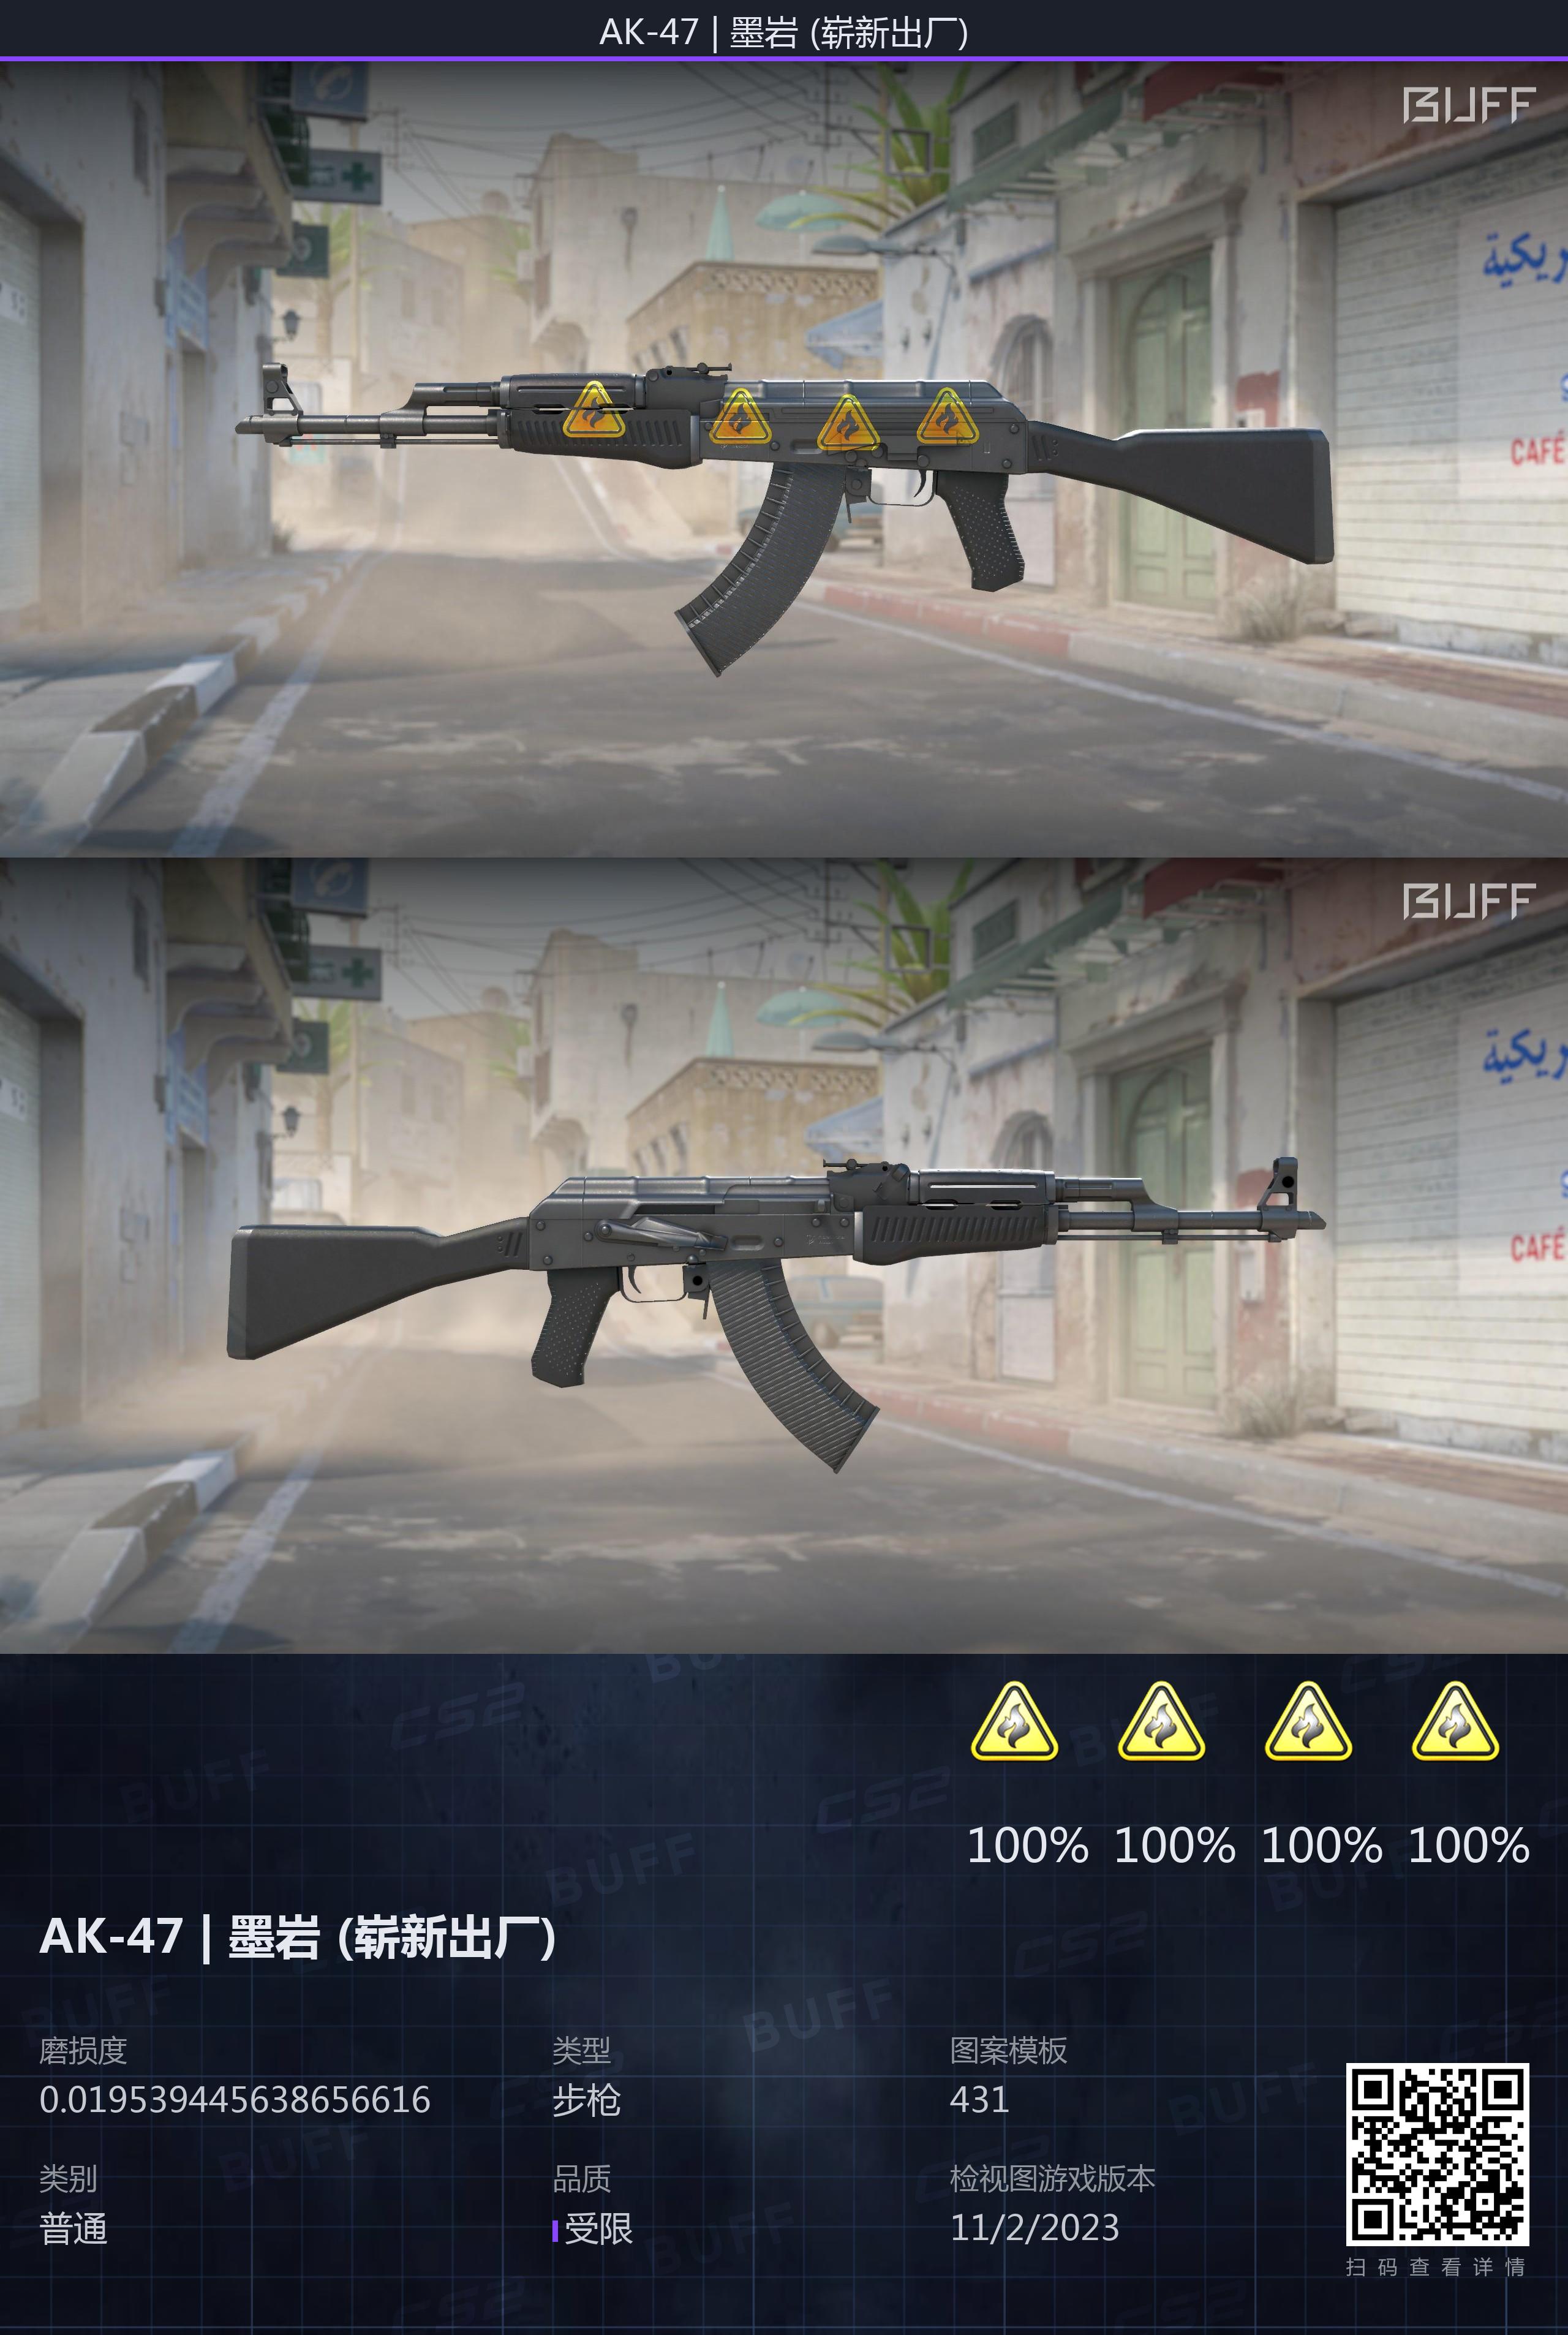 AK-47 | 墨岩 (崭新出厂)
BUFF
CAFÉ
BUFF
CAFÉ
100% 100% 100% 100%
AK-47 | 墨岩 (崭新出厂)
磨损度 类型 图案模板
0.019539445638656616 步枪 431
类别 品质 检视图游戏版本
普通 受限 11/2/2023
扫码查看详情